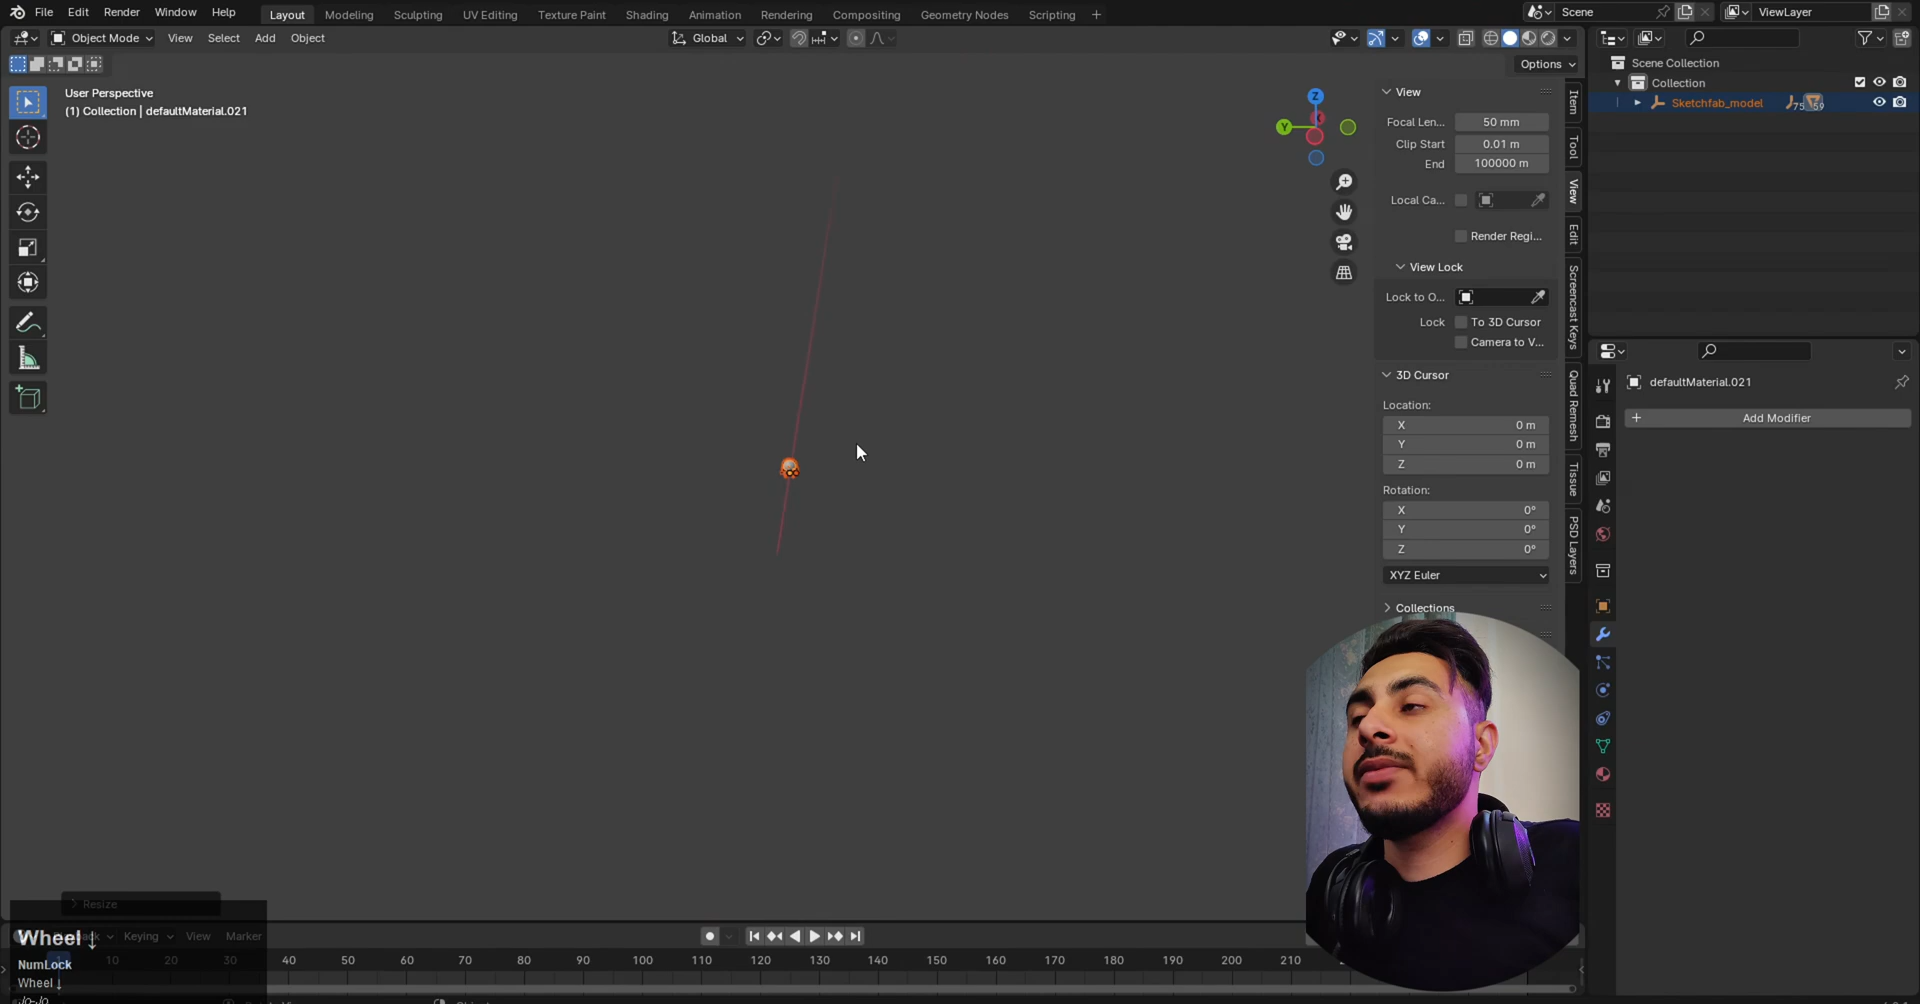 File Edit Render Window Help
Layout Modeling Sculpting UV Editing Texture Paint Shading Animation Rendering Compositing Geometry Nodes Scripting +
Scene
ViewLayer
Object Mode View Select Add Object
Global
Options
User Perspective
(1) Collection | defaultMaterial.021
Z
Y
View
Focal Len... 50 mm
Clip Start 0.01 m
End 100000 m
Local Ca...
Render Regi...
View Lock
Lock to O...
Lock To 3D Cursor
Camera to V...
3D Cursor
Location:
X 0 m
Y 0 m
Z 0 m
Rotation:
X 0°
Y 0°
Z 0°
XYZ Euler
Collections
Item
Tool
View
Edit
Screencast Keys
Quad Remesh
Tissue
PSD Layers
Scene Collection
Collection
Sketchfab_model 75 59
defaultMaterial.021
+ Add Modifier
Resize
Wheel ↓
Keying View Marker
NumLock
Wheel ↓
1 10 20 30 40 50 60 70 80 90 100 110 120 130 140 150 160 170 180 190 200 210